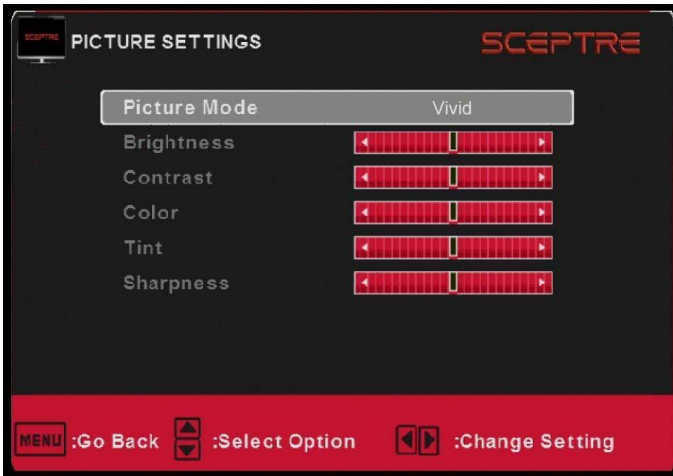 SCEPTRE
PICTURE SETTINGS
SCEPTRE
Picture Mode Vivid
Brightness
Contrast
Color
Tint
Sharpness
MENU :Go Back :Select Option :Change Setting